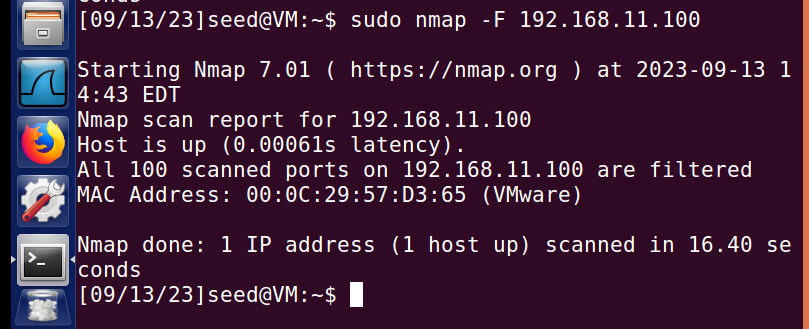 conds
[09/13/23]seed@VM:~$ sudo nmap -F 192.168.11.100
Starting Nmap 7.01 ( https://nmap.org ) at 2023-09-13 1
4:43 EDT
Nmap scan report for 192.168.11.100
Host is up (0.00061s latency).
All 100 scanned ports on 192.168.11.100 are filtered
MAC Address: 00:0C:29:57:D3:65 (VMware)
Nmap done: 1 IP address (1 host up) scanned in 16.40 se
conds
[09/13/23]seed@VM:~$